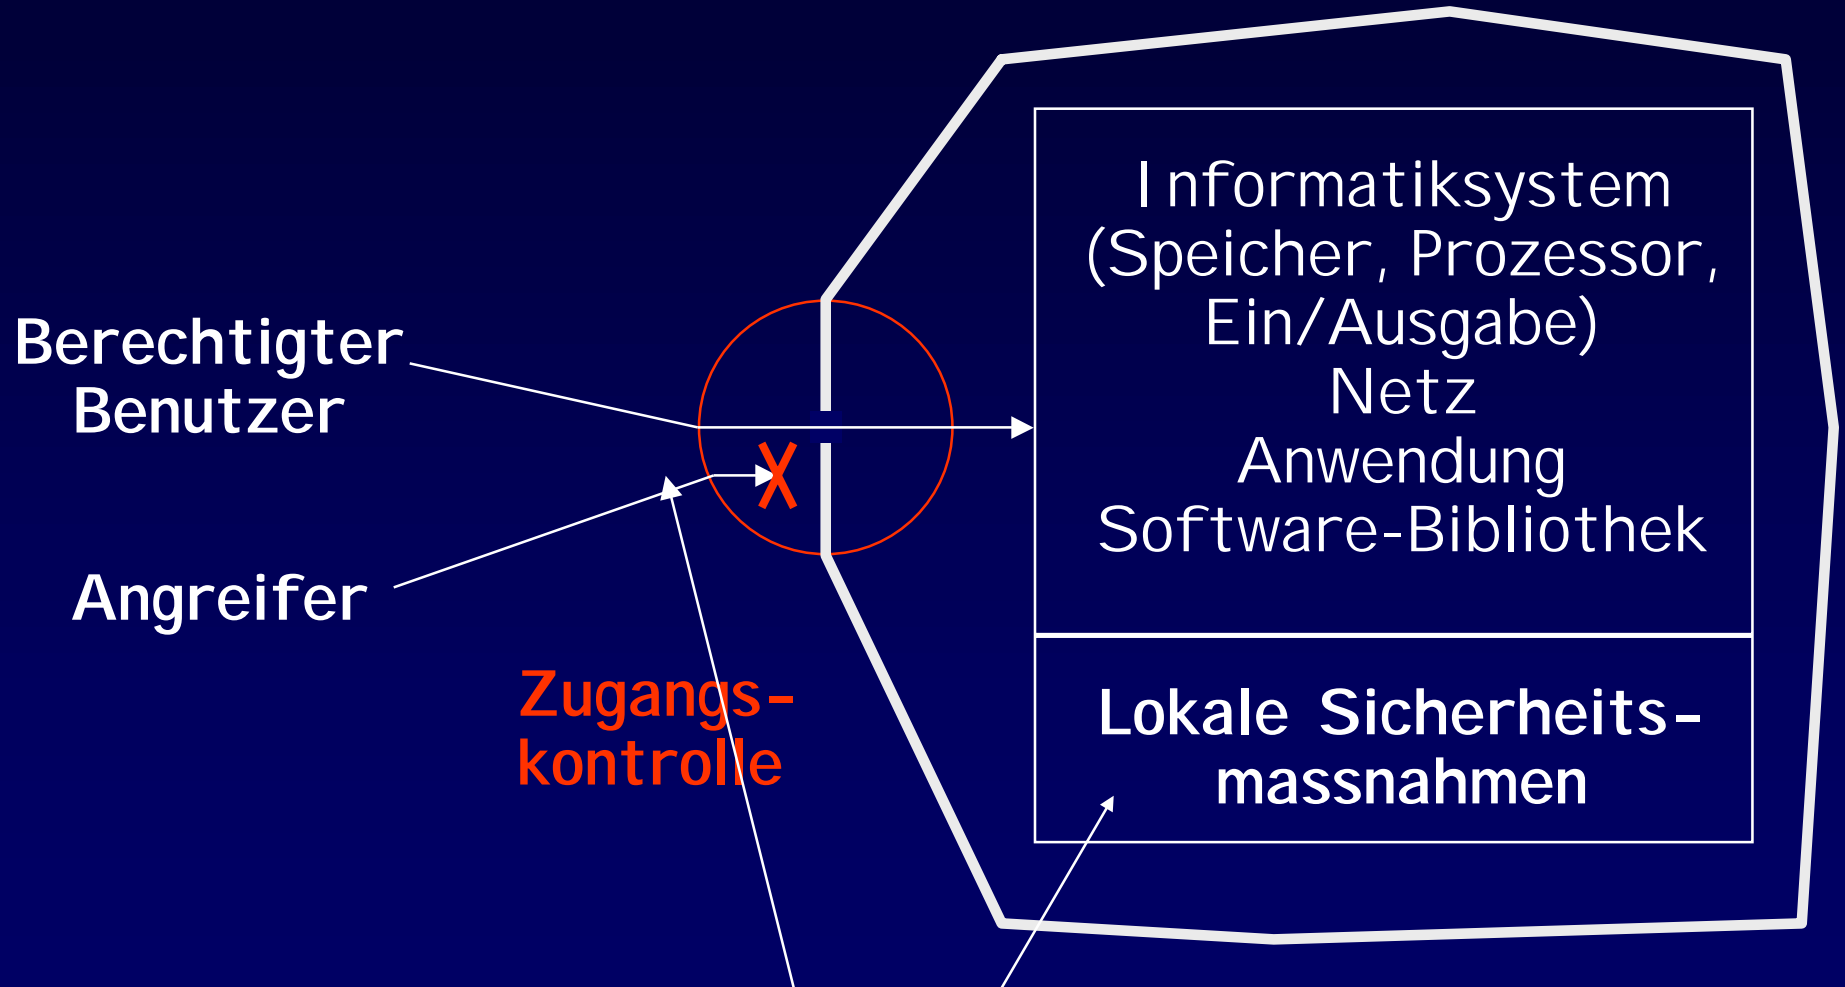 Informatiksystem
(Speicher, Prozessor,
Ein/Ausgabe)
Netz
Anwendung
Software-Bibliothek
Berechtigter
Benutzer
Angreifer
Zugangs-
kontrolle
Lokale Sicherheits-
massnahmen